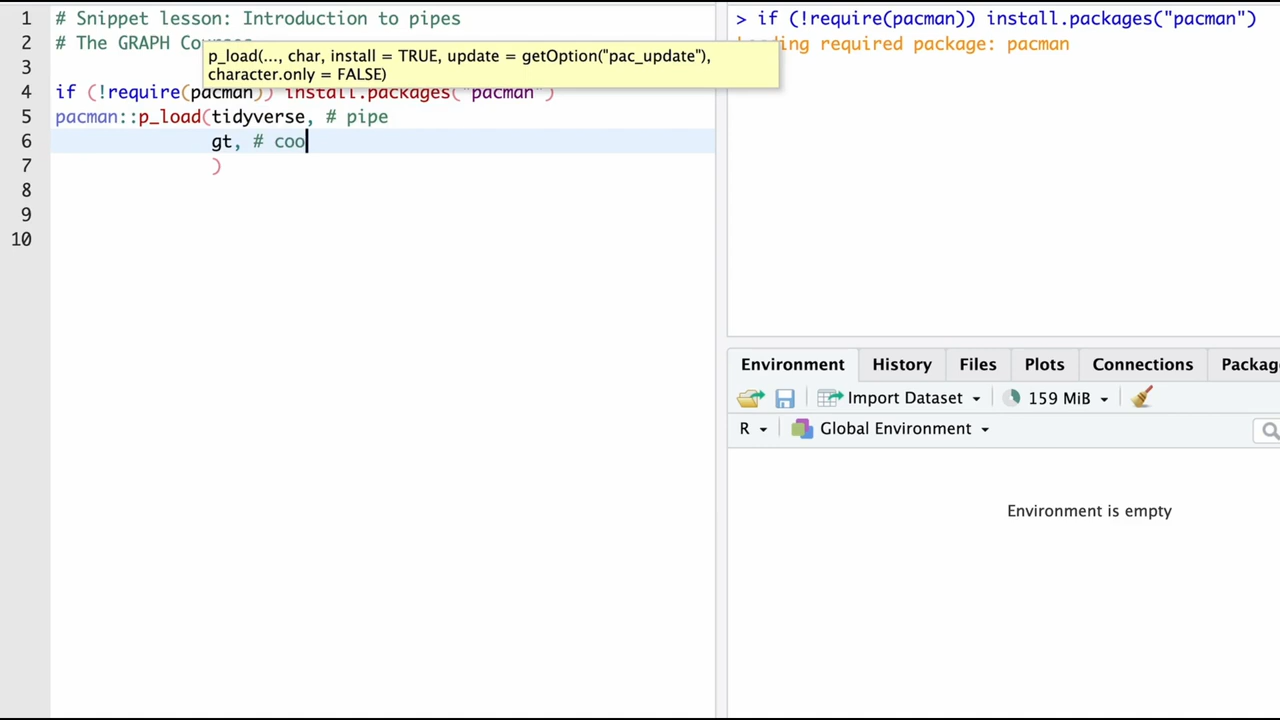 1 # Snippet lesson: Introduction to pipes
2 # The GRAPH Courses
3
4 if (!require(pacman)) install.packages("pacman")
5 pacman::p_load(tidyverse, # pipe
6 gt, # coo
7 )
8
9
10
p_load(..., char, install = TRUE, update = getOption("pac_update"),
character.only = FALSE)
> if (!require(pacman)) install.packages("pacman")
Loading required package: pacman
Environment History Files Plots Connections Packag
Import Dataset 159 MiB
R Global Environment
Environment is empty